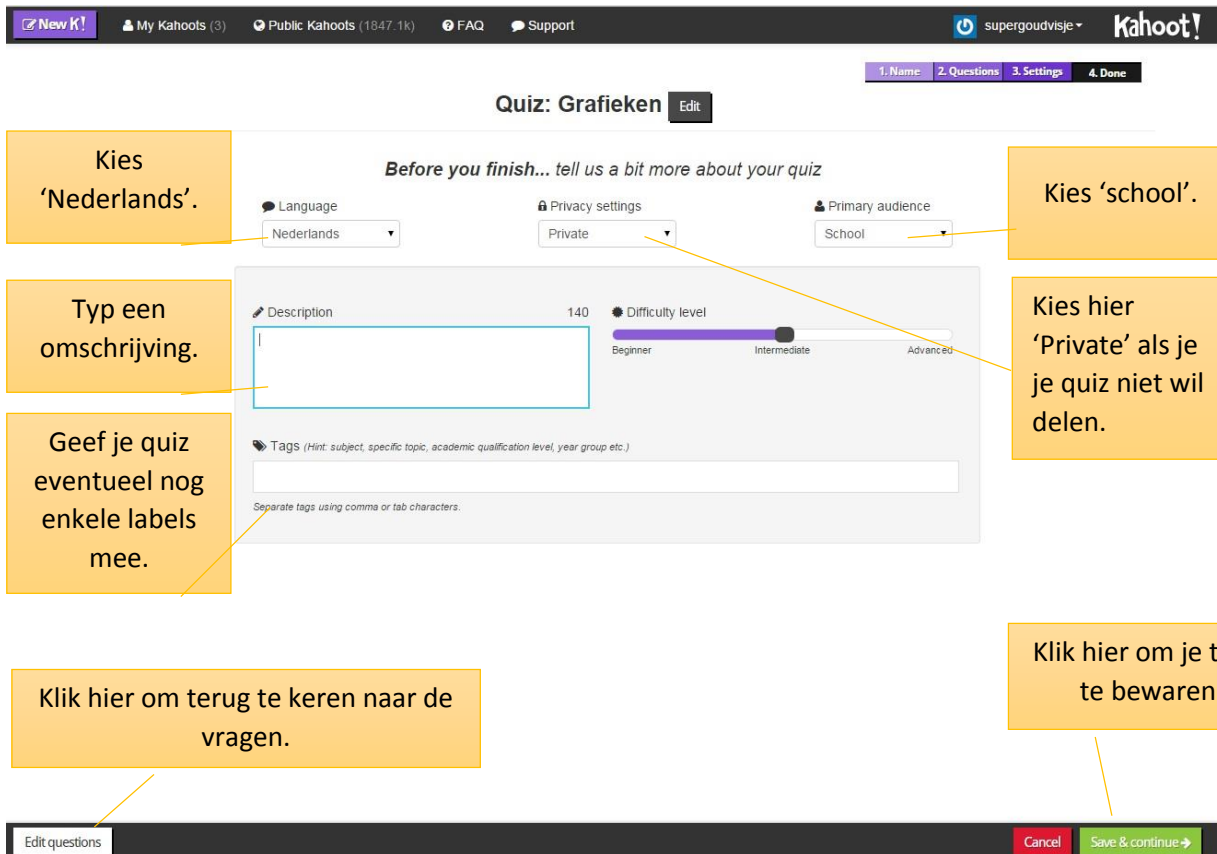 New K!
My Kahoots (3)
Public Kahoots (1847.1k)
FAQ
Support
supergoudvisje
Kahoot!
1. Name
2. Questions
3. Settings
4. Done
Quiz: Grafieken
Edit
Kies
‘Nederlands’.
Before you finish... tell us a bit more about your quiz
Kies ‘school’.
Language
Privacy settings
Primary audience
Nederlands
Private
School
Typ een
omschrijving.
Description
140
Difficulty level
Beginner
Intermediate
Advanced
Kies hier
‘Private’ als je
je quiz niet wil
delen.
Geef je quiz
eventueel nog
enkele labels
mee.
Tags (Hint: subject, specific topic, academic qualification level, year group etc.)
Separate tags using comma or tab characters.
Klik hier om terug te keren naar de
vragen.
Klik hier om je t
te bewaren
Edit questions
Cancel
Save & continue